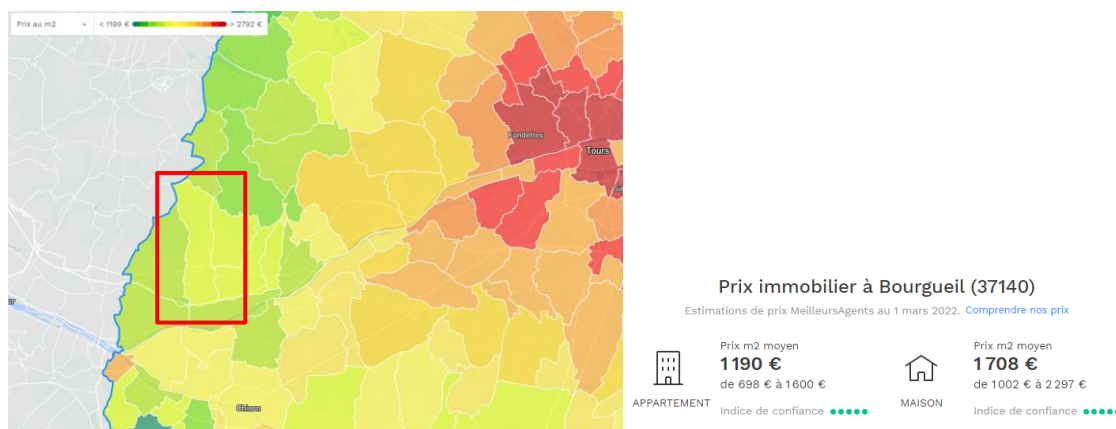 Prix au m2 < 1199 € > 2792 €
Fondettes
Tours
Chinon
Prix immobilier à Bourgueil (37140)
Estimations de prix MeilleursAgents au 1 mars 2022. Comprendre nos prix
Prix m2 moyen
1 190 €
de 698 € à 1 600 €
APPARTEMENT
Indice de confiance
Prix m2 moyen
1 708 €
de 1 002 € à 2 297 €
MAISON
Indice de confiance